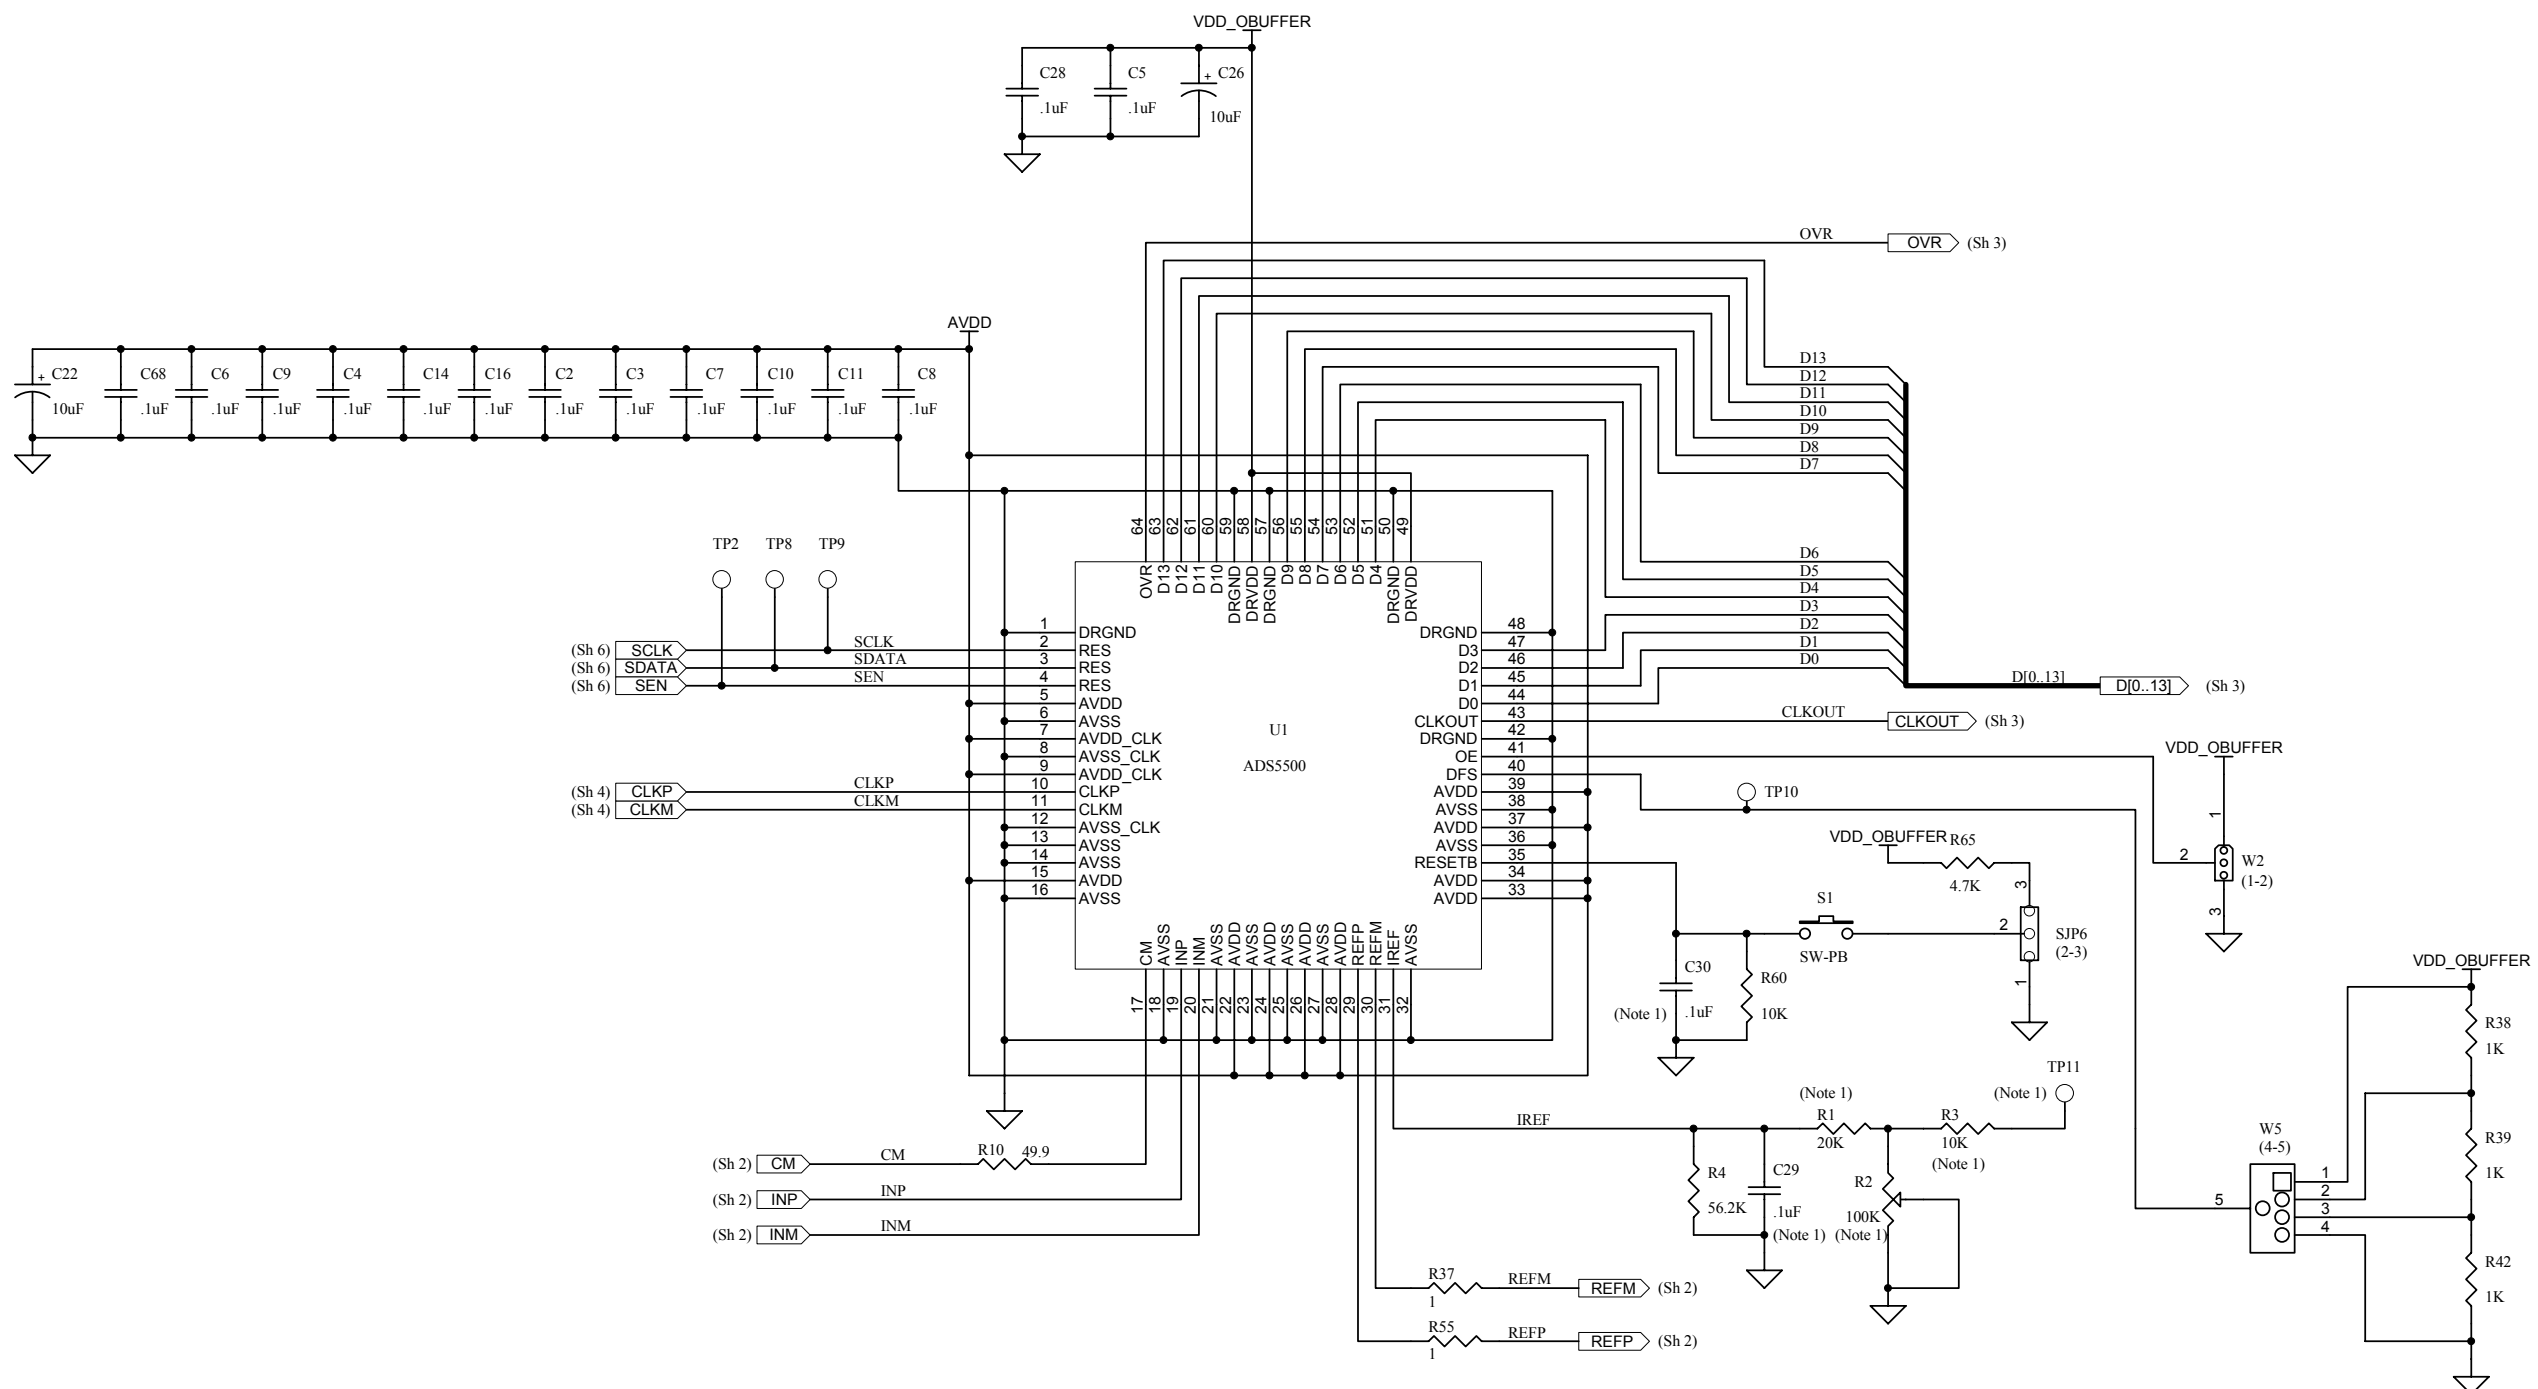 VDD_OBUFFER
C28
.1uF
C5
.1uF
+ C26
10uF
OVR
OVR (Sh 3)
AVDD
+ C22
10uF
C68
.1uF
C6
.1uF
C9
.1uF
C4
.1uF
C14
.1uF
C16
.1uF
C2
.1uF
C3
.1uF
C7
.1uF
C10
.1uF
C11
.1uF
C8
.1uF
D13
D12
D11
D10
D9
D8
D7
D6
D5
D4
D3
D2
D1
D0
D[0..13]
D[0..13] (Sh 3)
TP2
TP8
TP9
64 OVR
63 D13
62 D12
61 D11
60 D10
59 DRGND
58 DRVDD
57 DRGND
56 D9
55 D8
54 D7
53 D6
52 D5
51 D4
50 DRGND
49 DRVDD
(Sh 6) SCLK
SCLK
(Sh 6) SDATA
SDATA
(Sh 6) SEN
SEN
(Sh 4) CLKP
CLKP
(Sh 4) CLKM
CLKM
1 DRGND
2 RES
3 RES
4 RES
5 AVDD
6 AVSS
7 AVDD_CLK
8 AVSS_CLK
9 AVDD_CLK
10 CLKP
11 CLKM
12 AVSS_CLK
13 AVSS
14 AVSS
15 AVDD
16 AVSS
U1
ADS5500
DRGND 48
D3 47
D2 46
D1 45
D0 44
CLKOUT 43
DRGND 42
OE 41
DFS 40
AVDD 39
AVSS 38
AVDD 37
AVSS 36
RESETB 35
AVDD 34
AVDD 33
CM 17
AVSS 18
INP 19
INM 20
AVSS 21
AVDD 22
AVSS 23
AVDD 24
AVSS 25
AVDD 26
AVSS 27
AVDD 28
REFP 29
REFM 30
IREF 31
AVSS 32
CLKOUT
CLKOUT (Sh 3)
TP10
VDD_OBUFFER
1
2
3
W2
(1-2)
VDD_OBUFFER
R65
4.7K
3
2
1
SJP6
(2-3)
S1
SW-PB
C30
.1uF
(Note 1)
R60
10K
VDD_OBUFFER
R38
1K
R39
1K
R42
1K
W5
(4-5)
1
2
3
4
5
TP11
(Note 1)
(Note 1)
R1
20K
R3
10K
(Note 1)
IREF
R4
56.2K
C29
.1uF
(Note 1)
R2
100K
(Note 1)
(Sh 2) CM
CM
R10 49.9
(Sh 2) INP
INP
(Sh 2) INM
INM
R37
1
REFM
REFM (Sh 2)
R55
1
REFP
REFP (Sh 2)